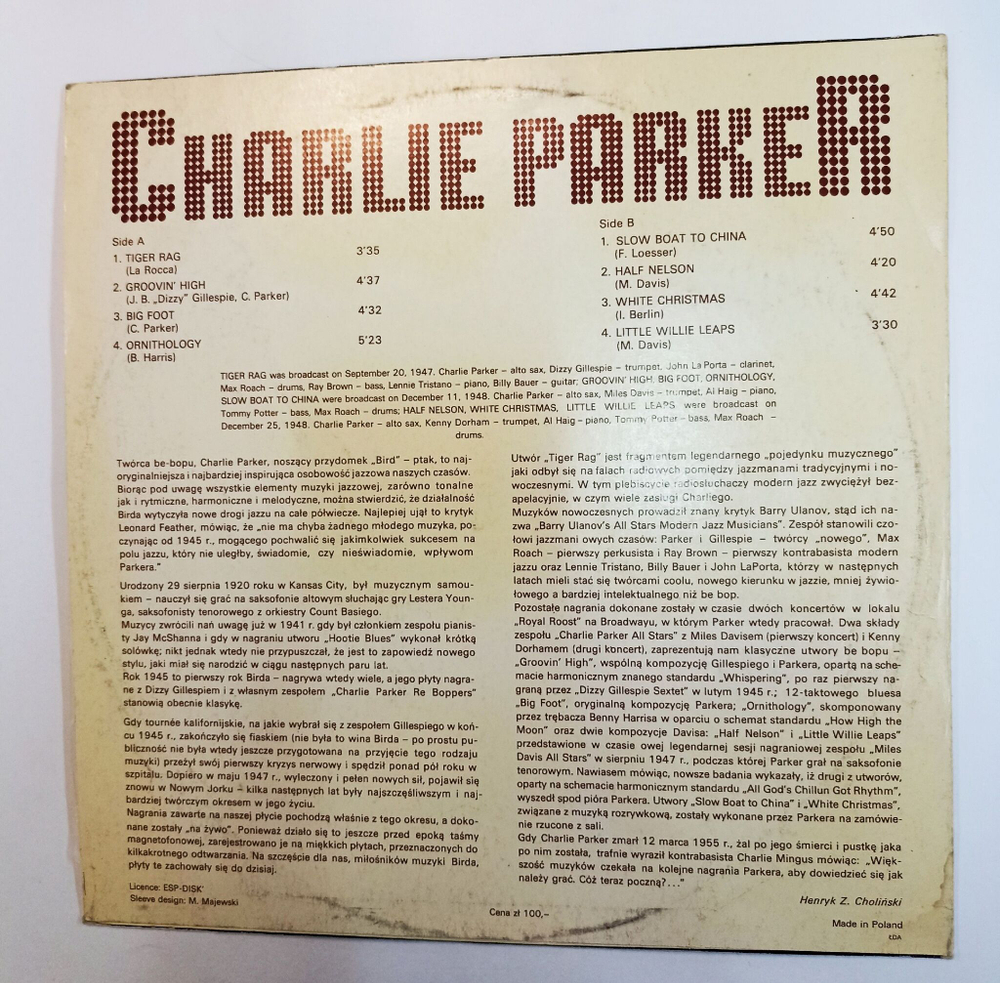 CHARLIE PARKER
Side A
1. TIGER RAG 3'35
(La Rocca)
2. GROOVIN' HIGH 4'37
(J. B. „Dizzy" Gillespie, C. Parker)
3. BIG FOOT 4'32
(C. Parker)
4. ORNITHOLOGY 5'23
(B. Harris)
Side B
1. SLOW BOAT TO CHINA 4'50
(F. Loesser)
2. HALF NELSON 4'20
(M. Davis)
3. WHITE CHRISTMAS 4'42
(I. Berlin)
4. LITTLE WILLIE LEAPS 3'30
(M. Davis)
TIGER RAG was broadcast on September 20, 1947. Charlie Parker – alto sax, Dizzy Gillespie – trumpet, John La Porta – clarinet,
Max Roach – drums, Ray Brown – bass, Lennie Tristano – piano, Billy Bauer – guitar; GROOVIN' HIGH, BIG FOOT, ORNITHOLOGY,
SLOW BOAT TO CHINA were broadcast on December 11, 1948. Charlie Parker – alto sax, Miles Davis – trumpet, Al Haig – piano,
Tommy Potter – bass, Max Roach – drums; HALF NELSON, WHITE CHRISTMAS, LITTLE WILLIE LEAPS were broadcast on
December 25, 1948. Charlie Parker – alto sax, Kenny Dorham – trumpet, Al Haig – piano, Tommy Potter – bass, Max Roach –
drums.
Twórca be-bopu, Charlie Parker, noszący przydomek „Bird" – ptak, to naj-
oryginalniejsza i najbardziej inspirująca osobowość jazzowa naszych czasów.
Biorąc pod uwagę wszystkie elementy muzyki jazzowej, zarówno tonalne
jak i rytmiczne, harmoniczne i melodyczne, można stwierdzić, że działalność
Birda wytyczyła nowe drogi jazzu na całe półwiecze. Najlepiej ujął to krytyk
Leonard Feather, mówiąc, że „nie ma chyba żadnego młodego muzyka, po-
czynając od 1945 r., mogącego pochwalić się jakimkolwiek sukcesem na
polu jazzu, który nie uległby, świadomie, czy nieświadomie, wpływom
Parkera."
Urodzony 29 sierpnia 1920 roku w Kansas City, był muzycznym samou-
kiem – nauczył się grać na saksofonie altowym słuchając gry Lestera Youn-
ga, saksofonisty tenorowego z orkiestry Count Basiego.
Muzycy zwrócili nań uwagę już w 1941 r. gdy był członkiem zespołu pianis-
ty Jay McShanna i gdy w nagraniu utworu „Hootie Blues" wykonał krótką
solówkę; nikt jednak wtedy nie przypuszczał, że jest to zapowiedź nowego
stylu, jaki miał się narodzić w ciągu następnych paru lat.
Rok 1945 to pierwszy rok Birda – nagrywa wtedy wiele, a jego płyty nagra-
ne z Dizzy Gillespiem i z własnym zespołem „Charlie Parker Re Boppers"
stanowią obecnie klasykę.
Gdy tournée kalifornijskie, na jakie wybrał się z zespołem Gillespiego w koń-
cu 1945 r., zakończyło się fiaskiem (nie była to wina Birda – po prostu pu-
bliczność nie była wtedy jeszcze przygotowana na przyjęcie tego rodzaju
muzyki) przeżył swój pierwszy kryzys nerwowy i spędził ponad pół roku w
szpitalu. Dopiero w maju 1947 r., wyleczony i pełen nowych sił, pojawił się
znowu w Nowym Jorku – kilka następnych lat były najszczęśliwszym i naj-
bardziej twórczym okresem w jego życiu.
Nagrania zawarte na naszej płycie pochodzą właśnie z tego okresu, a doko-
nane zostały „na żywo". Ponieważ działo się to jeszcze przed epoką taśmy
magnetofonowej, zarejestrowano je na miękkich płytach, przeznaczonych do
kilkakrotnego odtwarzania. Na szczęście dla nas, miłośników muzyki Birda,
płyty te zachowały się do dzisiaj.
Utwór „Tiger Rag" jest fragmentem legendarnego „pojedynku muzycznego"
jaki odbył się na falach radiowych pomiędzy jazzmanami tradycyjnymi i no-
woczesnymi. W tym plebiscycie radiosłuchaczy modern jazz zwyciężył bez-
apelacyjnie, w czym wiele zasługi Charliego.
Muzyków nowoczesnych prowadził znany krytyk Barry Ulanov, stąd ich na-
zwa „Barry Ulanov's All Stars Modern Jazz Musicians". Zespół stanowili czo-
łowi jazzmani owych czasów: Parker i Gillespie – twórcy „nowego", Max
Roach – pierwszy perkusista i Ray Brown – pierwszy kontrabasista modern
jazzu oraz Lennie Tristano, Billy Bauer i John LaPorta, którzy w następnych
latach mieli stać się twórcami coolu, nowego kierunku w jazzie, mniej żywio-
łowego a bardziej intelektualnego niż be bop.
Pozostałe nagrania dokonane zostały w czasie dwóch koncertów w lokalu
„Royal Roost" na Broadwayu, w którym Parker wtedy pracował. Dwa składy
zespołu „Charlie Parker All Stars" z Miles Davisem (pierwszy koncert) i Kenny
Dorhamem (drugi koncert), zaprezentują nam klasyczne utwory be bopu –
„Groovin' High", wspólną kompozycję Gillespiego i Parkera, opartą na sche-
macie harmonicznym znanego standardu „Whispering", po raz pierwszy na-
graną przez „Dizzy Gillespie Sextet" w lutym 1945 r.; 12-taktowego bluesa
„Big Foot", oryginalną kompozycję Parkera; „Ornithology", skomponowany
przez trębacza Benny Harrisa w oparciu o schemat standardu „How High the
Moon" oraz dwie kompozycje Davisa: „Half Nelson" i „Little Willie Leaps"
przedstawione w czasie owej legendarnej sesji nagraniowej zespołu „Miles
Davis All Stars" w sierpniu 1947 r., podczas której Parker grał na saksofonie
tenorowym. Nawiasem mówiąc, nowsze badania wykazały, iż drugi z utworów,
oparty na schemacie harmonicznym standardu „All God's Chillun Got Rhythm",
wyszedł spod pióra Parkera. Utwory „Slow Boat to China" i „White Christmas",
związane z muzyką rozrywkową, zostały wykonane przez Parkera na zamówie-
nie rzucone z sali.
Gdy Charlie Parker zmarł 12 marca 1955 r., żal po jego śmierci i pustkę jaka
po nim została, trafnie wyraził kontrabasista Charlie Mingus mówiąc: „Więk-
szość muzyków czekała na kolejne nagrania Parkera, aby dowiedzieć się jak
należy grać. Cóż teraz poczną?..."
Henryk Z. Choliński
Licence: ESP-DISK'
Sleeve design: M. Majewski
Cena zł 100,–
Made in Poland
ŁDA